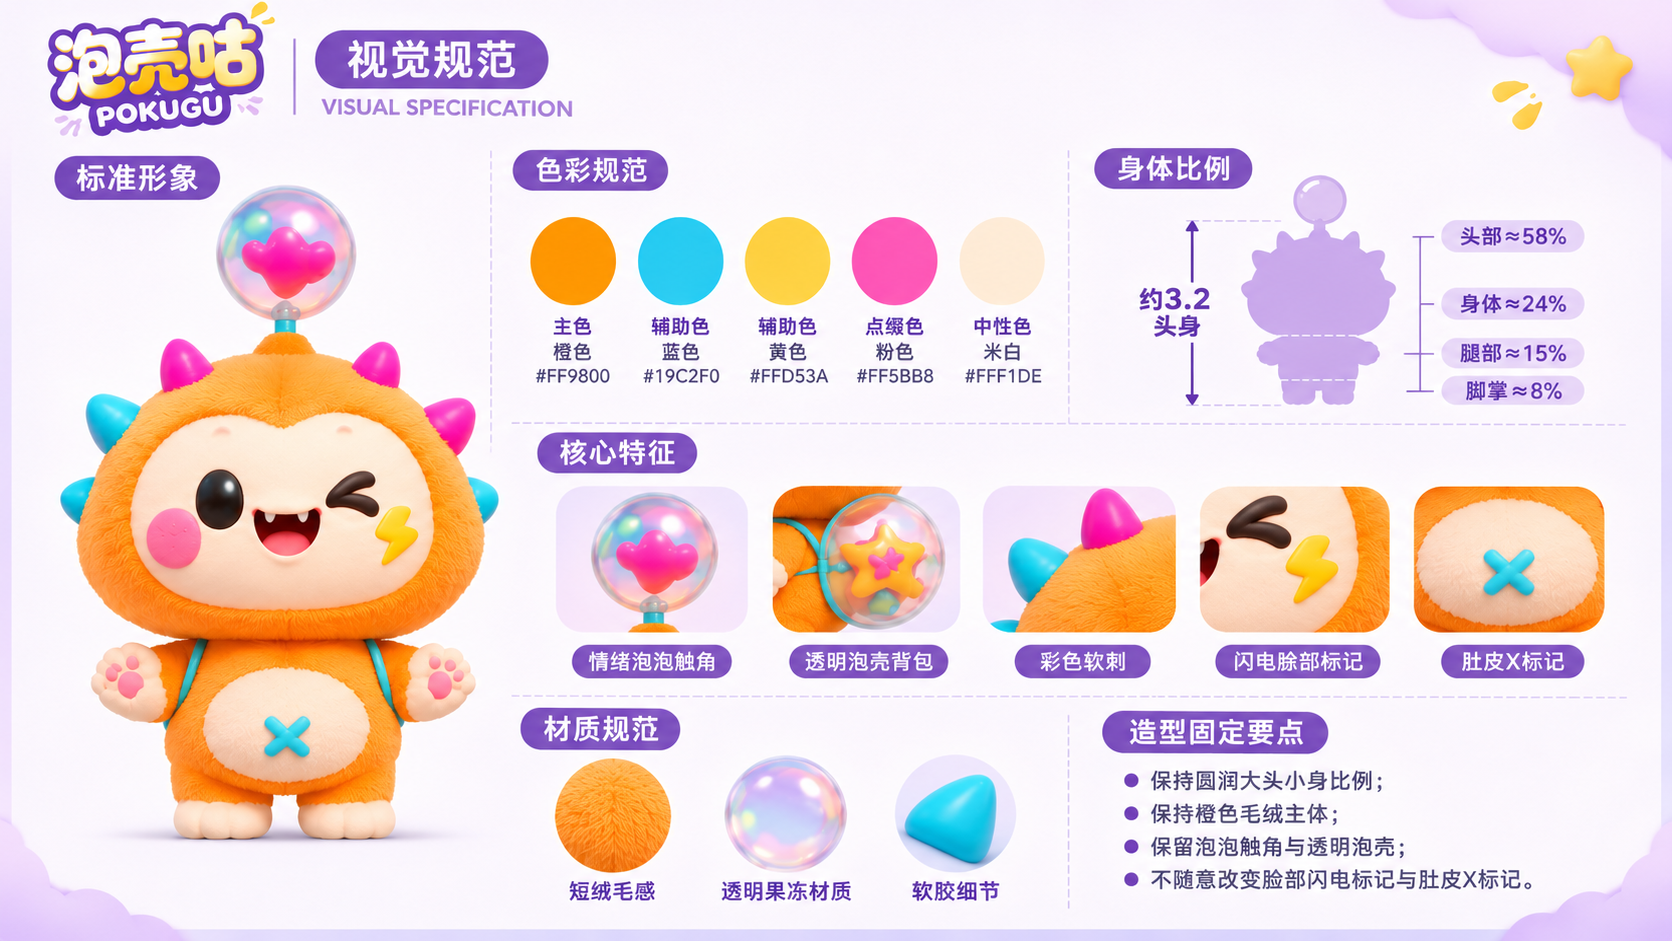 泡壳咕
POKUGU
视觉规范
VISUAL SPECIFICATION
标准形象
色彩规范
主色
橙色
#FF9800
辅助色
蓝色
#19C2F0
辅助色
黄色
#FFD53A
点缀色
粉色
#FF5BB8
中性色
米白
#FFF1DE
身体比例
约3.2
头身
头部≈58%
身体≈24%
腿部≈15%
脚掌≈8%
核心特征
情绪泡泡触角
透明泡壳背包
彩色软刺
闪电脸部标记
肚皮X标记
材质规范
短绒毛感
透明果冻材质
软胶细节
造型固定要点
保持圆润大头小身比例；
保持橙色毛绒主体；
保留泡泡触角与透明泡壳；
不随意改变脸部闪电标记与肚皮X标记。